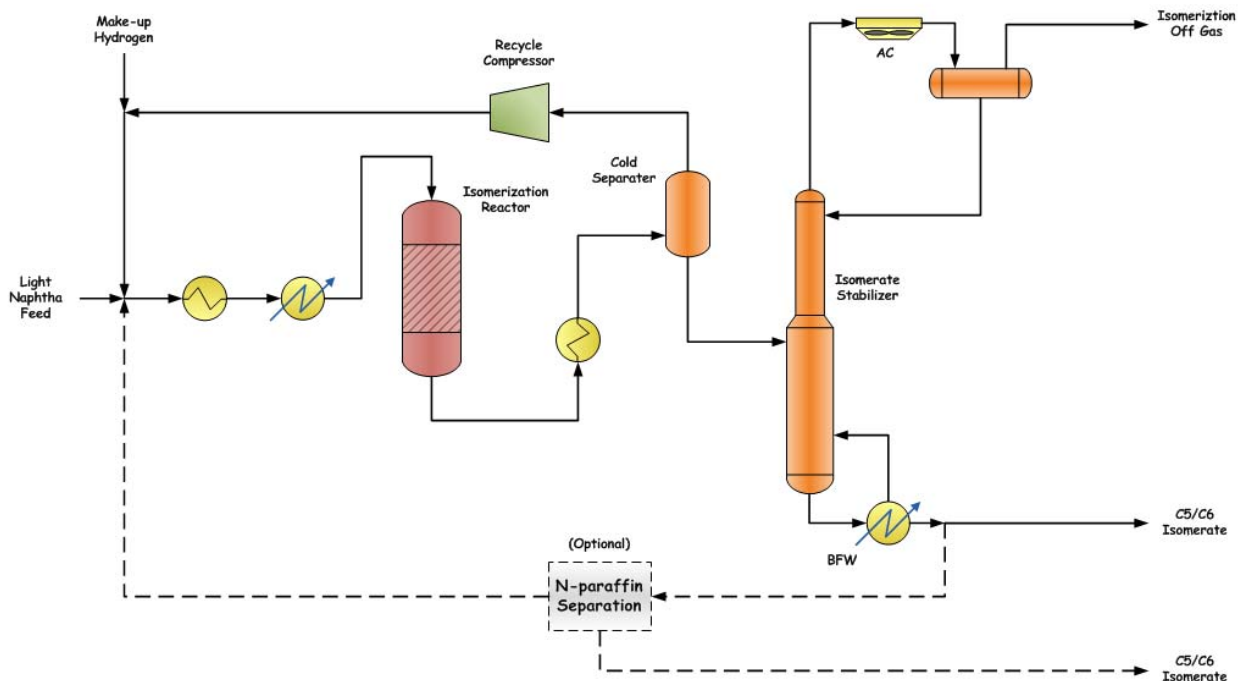 Make-up
Hydrogen
Recycle
Compressor
AC
Isomeriztion
Off Gas
Cold
Separater
Isomerization
Reactor
Light
Naphtha
Feed
Isomerate
Stabilizer
BFW
C5/C6
Isomerate
(Optional)
N-paraffin
Separation
C5/C6
Isomerate